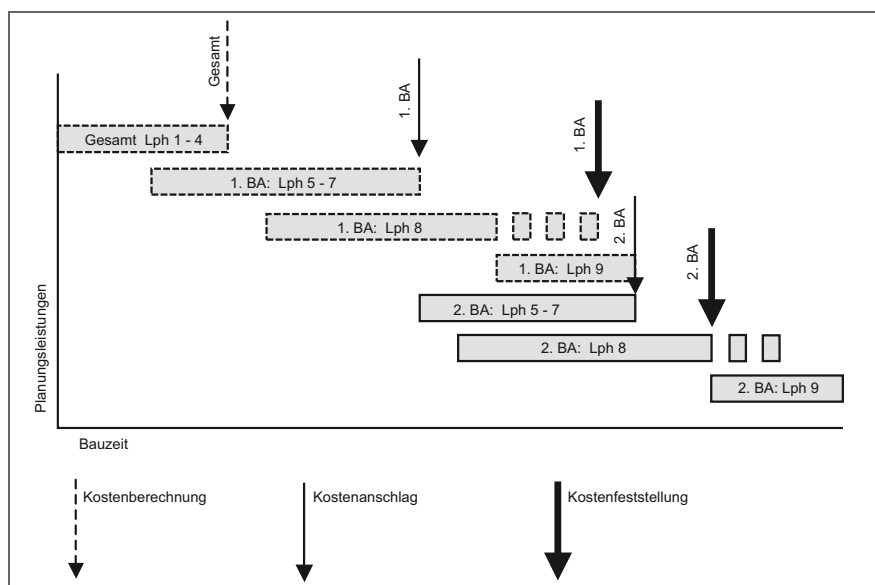 Gesamt
1. BA
1. BA
Gesamt Lph 1 - 4
1. BA: Lph 5 - 7
1. BA: Lph 8
2. BA
2. BA
1. BA: Lph 9
2. BA: Lph 5 - 7
2. BA: Lph 8
2. BA: Lph 9
Planungsleistungen
Bauzeit
Kostenberechnung
Kostenanschlag
Kostenfeststellung